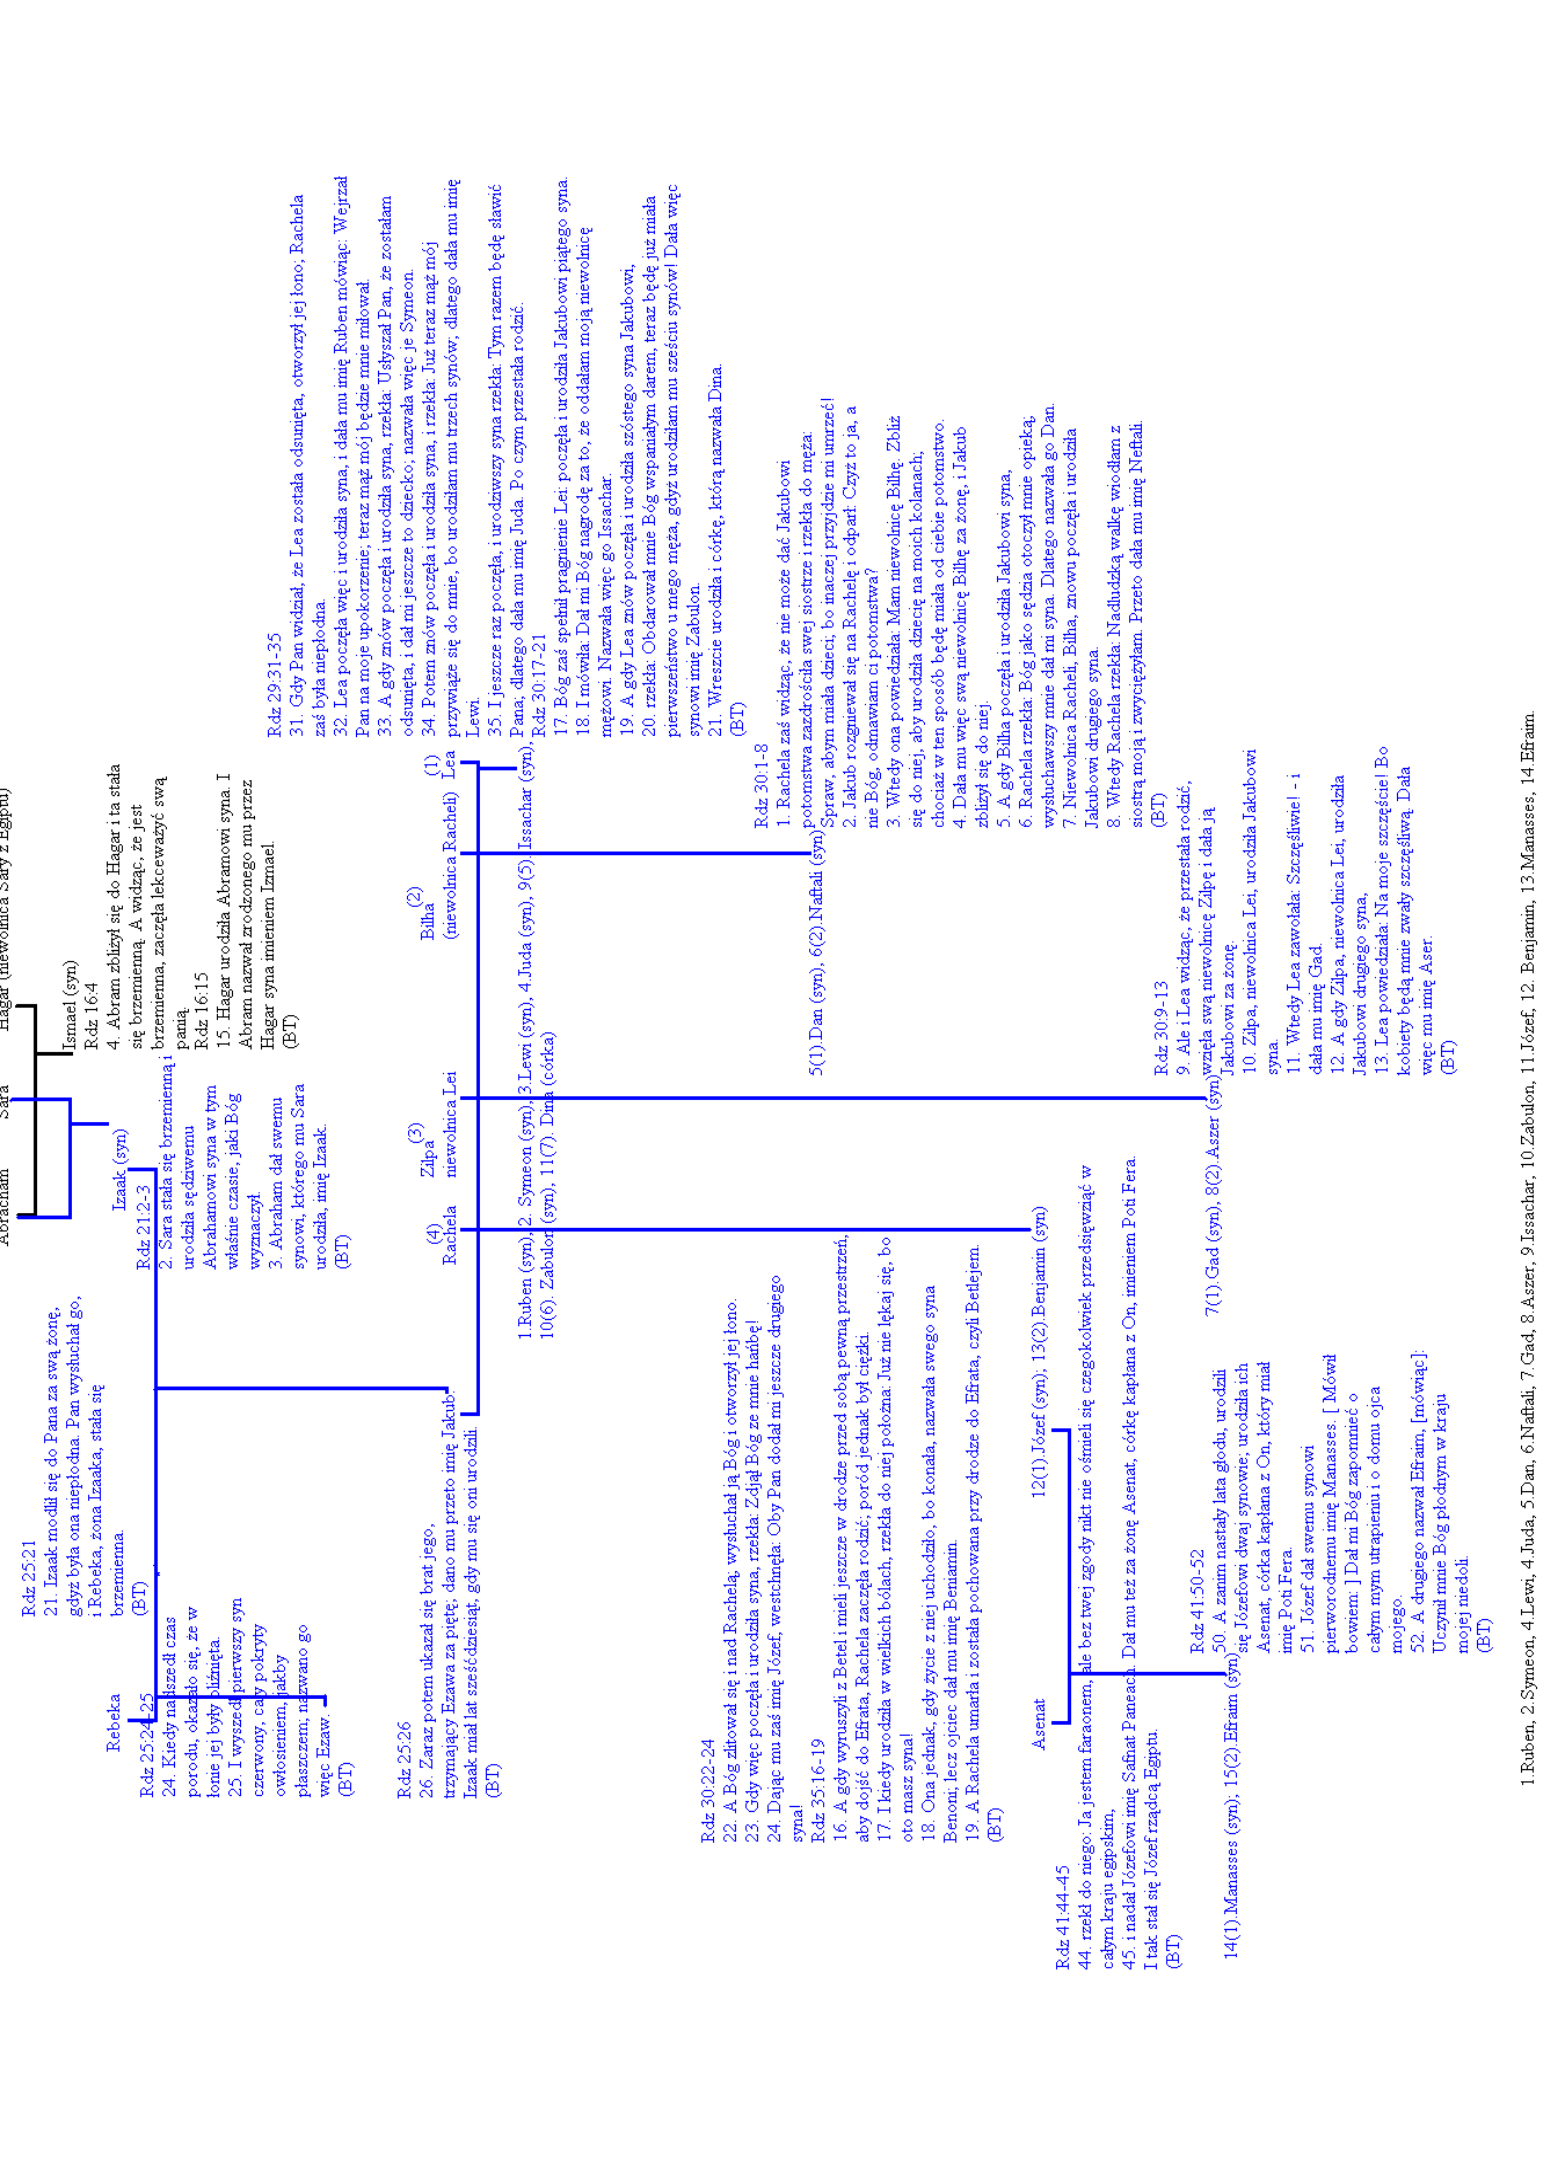 Abracham
Sara
Hagar (niewolnica Sary z Egiptu)
Ismael (syn)
Rdz 16:4
4. Abram zbliżył się do Hagar i ta stała
się brzemienną. A widząc, że jest
brzemienna, zaczęła lekceważyć swą
panią.
Rdz 16:15
15. Hagar urodziła Abramowi syna. I
Abram nazwał zrodzonego mu przez
Hagar syna imieniem Izmael.
(BT)
Izaak (syn)
Rdz 21:2-3
2. Sara stała się brzemienną i
urodziła sędziwemu
Abrahamowi syna w tym
właśnie czasie, jaki Bóg
wyznaczył.
3. Abraham dał swemu
synowi, którego mu Sara
urodziła, imię Izaak.
(BT)
Rdz 25:21
21. Izaak modlił się do Pana za swą żonę,
gdyż była ona niepłodna. Pan wysłuchał go,
i Rebeka, żona Izaaka, stała się
brzemienna.
(BT)
Rebeka
Rdz 25:24-25
24. Kiedy nadszedł czas
porodu, okazało się, że w
łonie jej były bliźnięta.
25. I wyszedł pierwszy syn
czerwony, cały pokryty
owłosieniem, jakby
płaszczem; nazwano go
więc Ezaw.
(BT)
Rdz 25:26
26. Zaraz potem ukazał się brat jego,
trzymający Ezawa za piętę; dano mu przeto imię Jakub.
Izaak miał lat sześćdziesiąt, gdy mu się oni urodzili.
(BT)
(4)
Rachela
(3)
Zilpa
niewolnica Lei
(2)
Bilha
(niewolnica Racheli)
(1)
Lea
Rdz 29:31-35
31. Gdy Pan widział, że Lea została odsunięta, otworzył jej łono; Rachela
zaś była niepłodna.
32. Lea poczęła więc i urodziła syna, i dała mu imię Ruben mówiąc: Wejrzał
Pan na moje upokorzenie; teraz mąż mój będzie mnie miłował.
33. A gdy znów poczęła i urodziła syna, rzekła: Usłyszał Pan, że zostałam
odsunięta, i dał mi jeszcze to dziecko; nazwała więc je Symeon.
34. Potem znów poczęła i urodziła syna, i rzekła: Już teraz mąż mój
przywiąże się do mnie, bo urodziłam mu trzech synów; dlatego dała mu imię
Lewi.
35. I jeszcze raz poczęła, i urodziwszy syna rzekła: Tym razem będę sławić
Pana; dlatego dała mu imię Juda. Po czym przestała rodzić.
Rdz 30:17-21
17. Bóg zaś spełnił pragnienie Lei: poczęła i urodziła Jakubowi piątego syna.
18. I mówiła: Dał mi Bóg nagrodę za to, że oddałam moją niewolnicę
mężowi. Nazwała więc go Issachar.
19. A gdy Lea znów poczęła i urodziła szóstego syna Jakubowi,
20. rzekła: Obdarował mnie Bóg wspaniałym darem, teraz będę już miała
pierwszeństwo u mego męża, gdyż urodziłam mu sześciu synów! Dała więc
synowi imię Zabulon.
21. Wreszcie urodziła i córkę, którą nazwała Dina.
(BT)
1.Ruben (syn), 2. Symeon (syn), 3.Lewi (syn), 4.Juda (syn), 9(5).Issachar (syn),
10(6). Zabulon (syn), 11(7). Dina (córka)
Rdz 30:1-8
1. Rachela zaś widząc, że nie może dać Jakubowi
potomstwa zazdrościła swej siostrze i rzekła do męża:
Spraw, abym miała dzieci; bo inaczej przyjdzie mi umrzeć!
2. Jakub rozgniewał się na Rachelę i odparł: Czyż to ja, a
nie Bóg, odmawiam ci potomstwa?
3. Wtedy ona powiedziała: Mam niewolnicę Bilhę. Zbliż
się do niej, aby urodziła dziecię na moich kolanach;
chociaż w ten sposób będę miała od ciebie potomstwo.
4. Dała mu więc swą niewolnicę Bilhę za żonę, i Jakub
zbliżył się do niej.
5. A gdy Bilha poczęła i urodziła Jakubowi syna,
6. Rachela rzekła: Bóg jako sędzia otoczył mnie opieką;
wysłuchawszy mnie dał mi syna. Dlatego nazwała go Dan.
7. Niewolnica Racheli, Bilha, znowu poczęła i urodziła
Jakubowi drugiego syna.
8. Wtedy Rachela rzekła: Nadludzką walkę wiodłam z
siostrą moją i zwyciężyłam. Przeto dała mu imię Neftali.
(BT)
5(1).Dan (syn), 6(2).Naftali (syn)
Rdz 30:22-24
22. A Bóg zlitował się i nad Rachelą, wysłuchał ją Bóg i otworzył jej łono.
23. Gdy więc poczęła i urodziła syna, rzekła: Zdjął Bóg ze mnie hańbę!
24. Dając mu zaś imię Józef, westchnęła: Oby Pan dodał mi jeszcze drugiego
syna!
Rdz 35:16-19
16. A gdy wyruszyli z Betel i mieli jeszcze w drodze przed sobą pewną przestrzeń,
aby dojść do Efrata, Rachela zaczęła rodzić; poród jednak był ciężki.
17. I kiedy urodziła w wielkich bólach, rzekła do niej położna: Już nie lękaj się, bo
oto masz syna!
18. Ona jednak, gdy życie z niej uchodziło, bo konała, nazwała swego syna
Benoni; lecz ojciec dał mu imię Beniamin.
19. A Rachela umarła i została pochowana przy drodze do Efrata, czyli Betlejem.
(BT)
Asenat
12(1).Józef (syn); 13(2).Benjamin (syn)
Rdz 41:44-45
44. rzekł do niego: Ja jestem faraonem, ale bez twej zgody nikt nie ośmieli się czegokolwiek przedsięwziąć w
całym kraju egipskim,
45. i nadał Józefowi imię Safnat Paneach. Dał mu też za żonę Asenat, córkę kapłana z On, imieniem Poti Fera.
I tak stał się Józef rządcą Egiptu.
(BT)
Rdz 30:9-13
9. Ale i Lea widząc, że przestała rodzić,
wzięła swą niewolnicę Zilpę i dała ją
Jakubowi za żonę.
10. Zilpa, niewolnica Lei, urodziła Jakubowi
syna.
11. Wtedy Lea zawołała: Szczęśliwie! - i
dała mu imię Gad.
12. A gdy Zilpa, niewolnica Lei, urodziła
Jakubowi drugiego syna,
13. Lea powiedziała: Na moje szczęście! Bo
kobiety będą mnie zwały szczęśliwą. Dała
więc mu imię Aser.
(BT)
7(1).Gad (syn), 8(2).Aszer (syn)
Rdz 41:50-52
50. A zanim nastały lata głodu, urodzili
się Józefowi dwaj synowie; urodziła ich
Asenat, córka kapłana z On, który miał
imię Poti Fera.
51. Józef dał swemu synowi
pierworodnemu imię Manasses. [ Mówił
bowiem: ] Dał mi Bóg zapomnieć o
całym mym utrapieniu i o domu ojca
mojego.
52. A drugiego nazwał Efraim, [mówiąc]:
Uczynił mnie Bóg płodnym w kraju
mojej niedoli.
(BT)
14(1).Manasses (syn); 15(2).Efraim (syn)
1.Ruben, 2.Symeon, 4.Lewi, 4.Juda, 5.Dan, 6.Naftali, 7.Gad, 8.Aszer, 9.Issachar, 10.Zabulon, 11.Józef, 12. Benjamin, 13.Manasses, 14.Efraim.